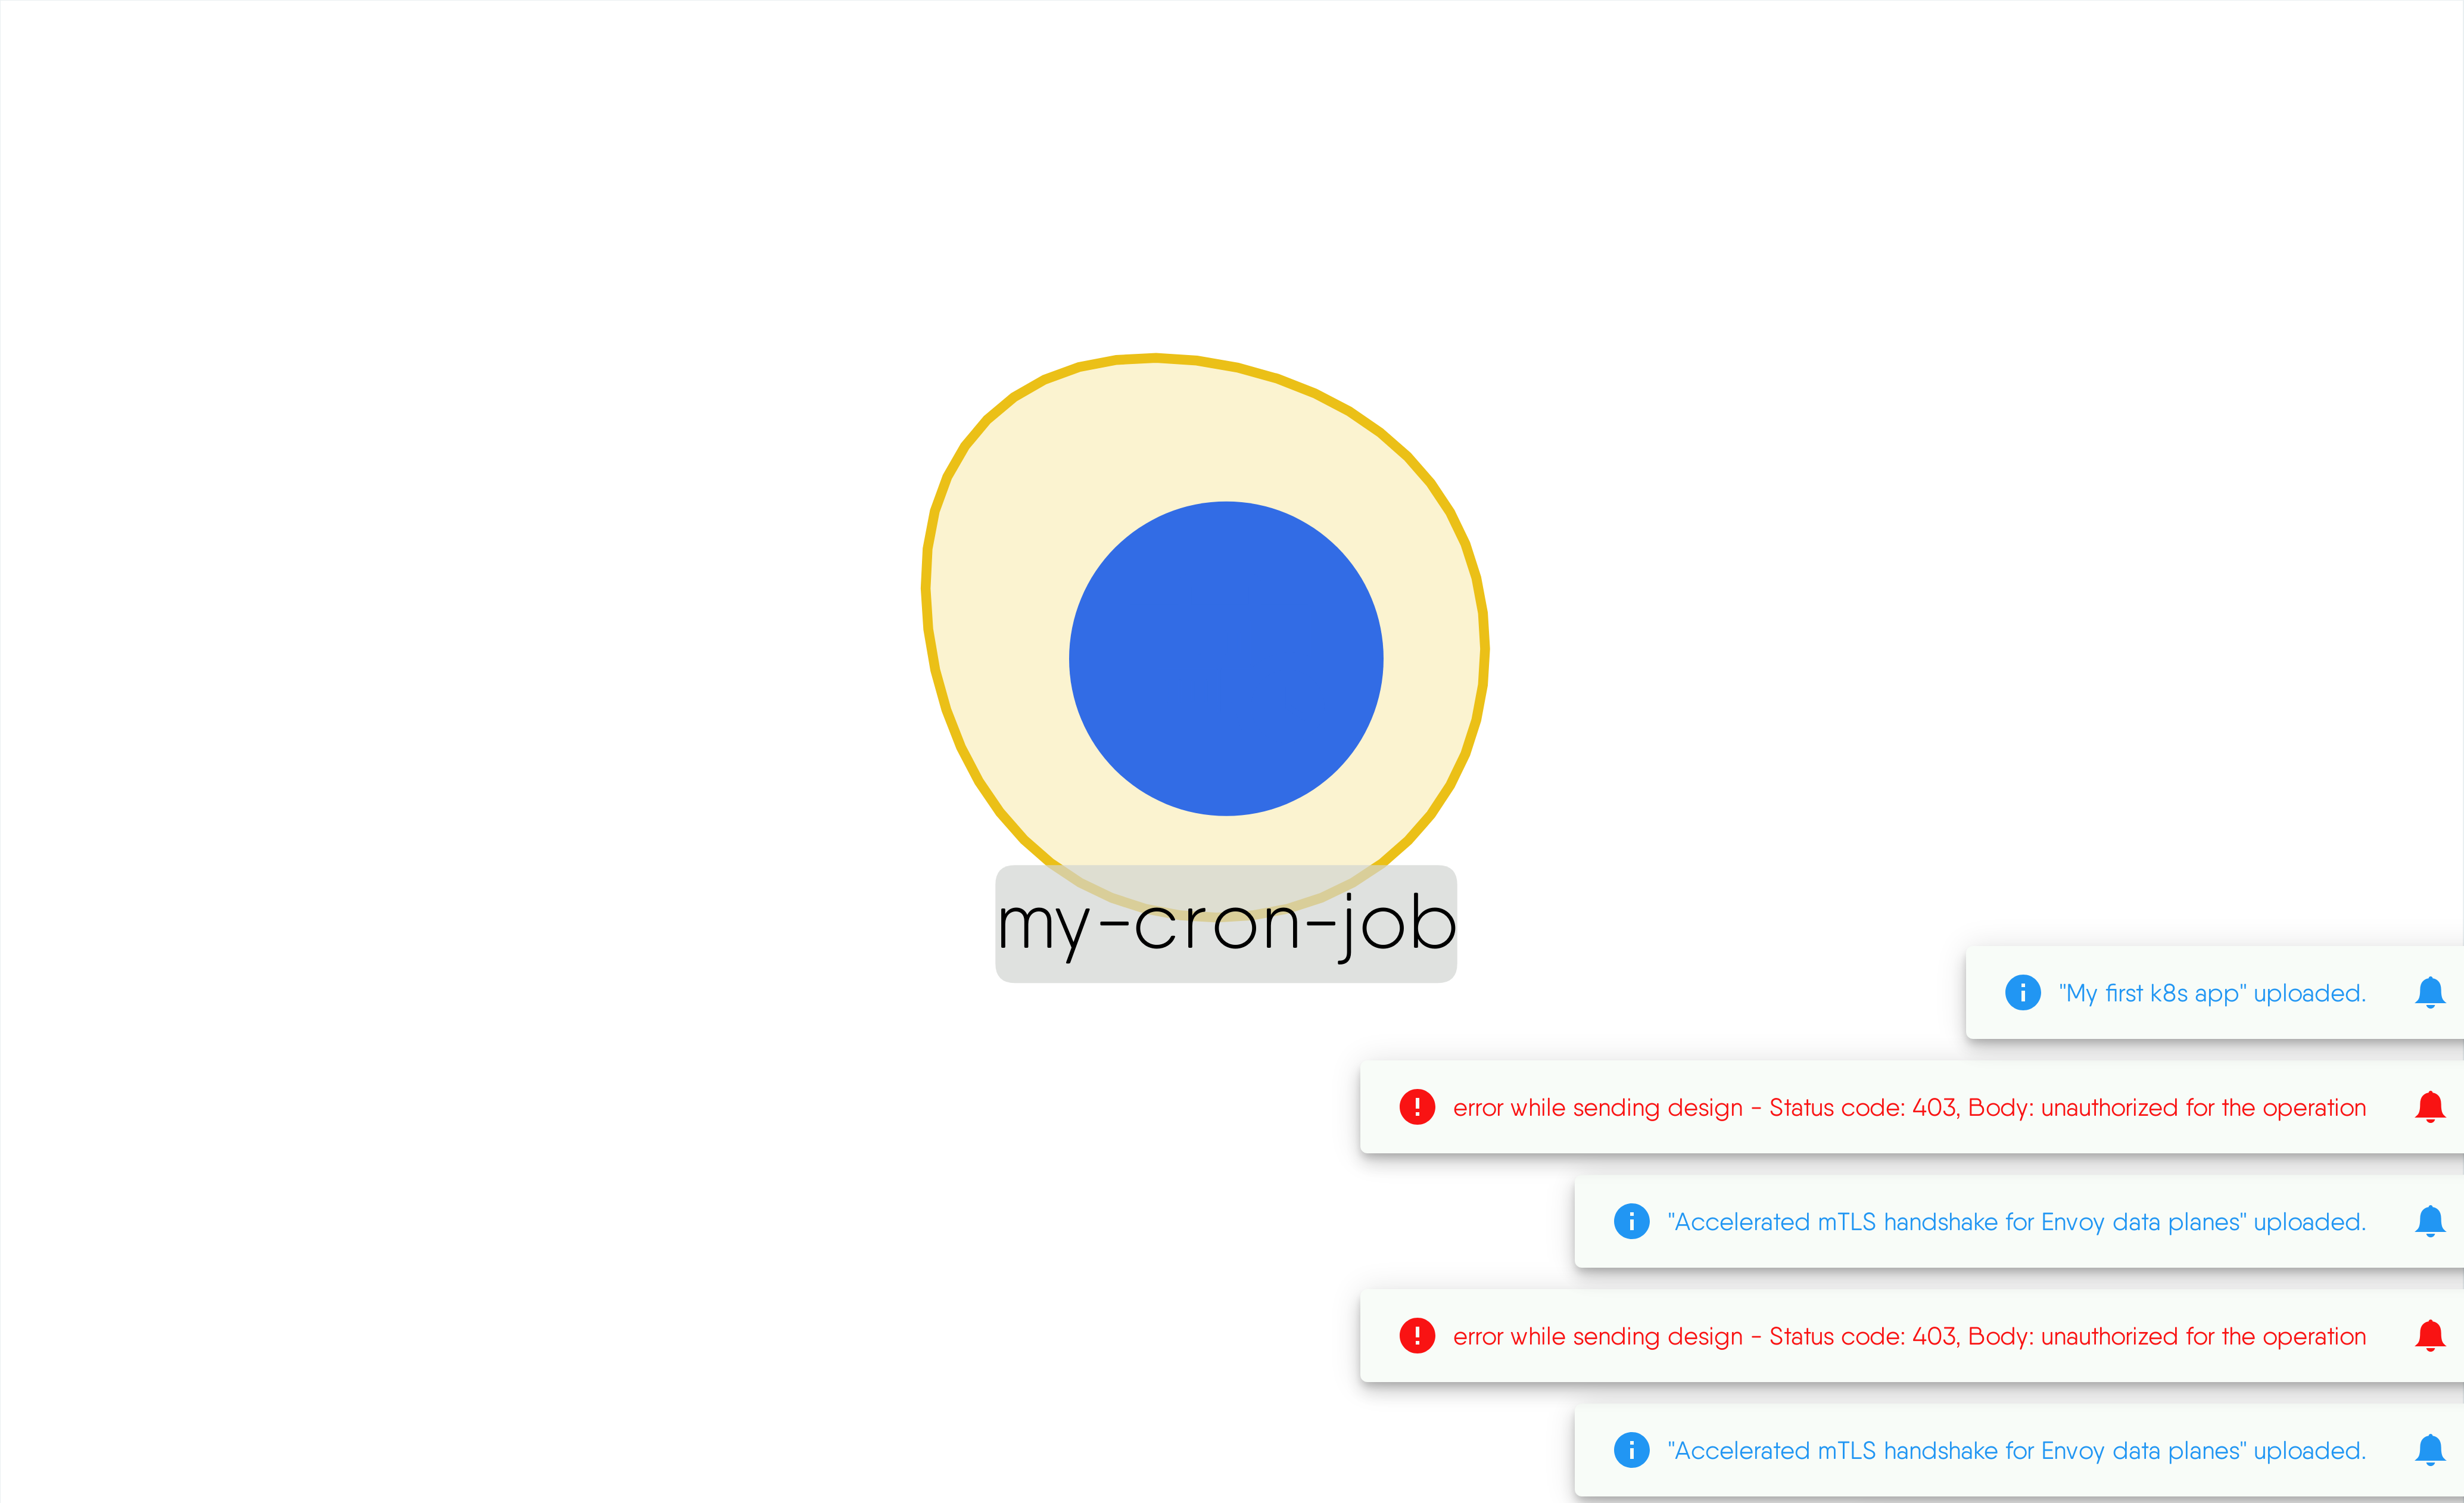 my-cron-job
"My first k8s app" uploaded.
error while sending design - Status code: 403, Body: unauthorized for the operation
"Accelerated mTLS handshake for Envoy data planes" uploaded.
error while sending design - Status code: 403, Body: unauthorized for the operation
"Accelerated mTLS handshake for Envoy data planes" uploaded.